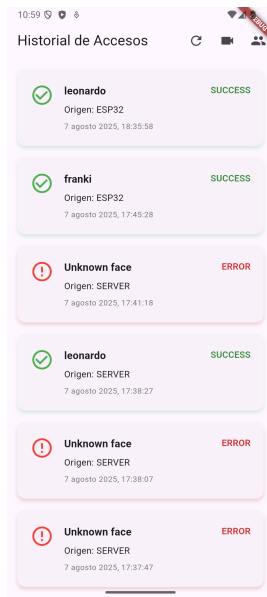 10:59
Historial de Accesos
leonardo SUCCESS
Origen: ESP32
7 agosto 2025, 18:35:58
franki SUCCESS
Origen: ESP32
7 agosto 2025, 17:45:28
Unknown face ERROR
Origen: SERVER
7 agosto 2025, 17:41:18
leonardo SUCCESS
Origen: SERVER
7 agosto 2025, 17:38:27
Unknown face ERROR
Origen: SERVER
7 agosto 2025, 17:38:07
Unknown face ERROR
Origen: SERVER
7 agosto 2025, 17:37:47